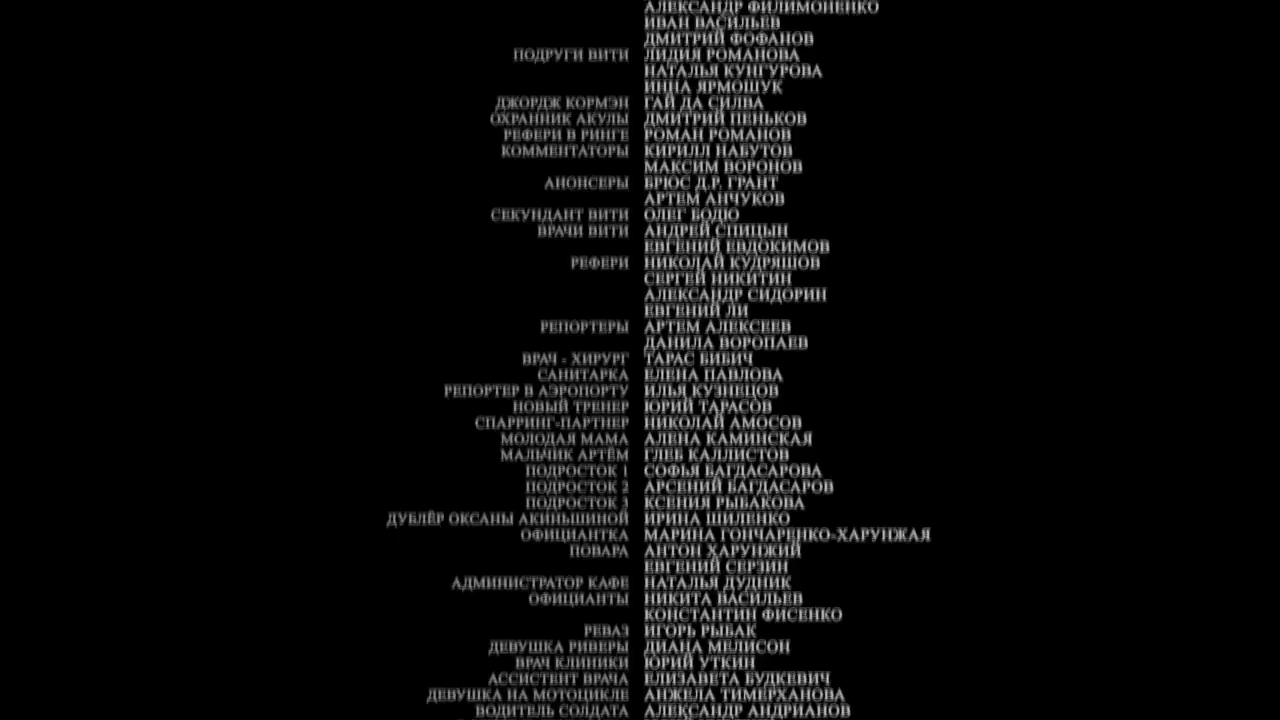 АЛЕКСАНДР ФИЛИМОНЕНКО
ИВАН ВАСИЛЬЕВ
ДМИТРИЙ ФОФАНОВ
ПОДРУГИ ВИТИ ЛИДИЯ РОМАНОВА
НАТАЛЬЯ КУНГУРОВА
ИННА ЯРМОШУК
ДЖОРДЖ КОРМЭН ГАЙ ДА СИЛВА
ОХРАННИК АКУЛЫ ДМИТРИЙ ПЕНЬКОВ
РЕФЕРИ В РИНГЕ РОМАН РОМАНОВ
КОММЕНТАТОРЫ КИРИЛЛ НАБУТОВ
МАКСИМ ВОРОНОВ
АНОНСЕРЫ БРЮС Д.Р. ГРАНТ
АРТЕМ АНЧУКОВ
СЕКУНДАНТ ВИТИ ОЛЕГ БОДЮ
ВРАЧИ ВИТИ АНДРЕЙ СПИЦЫН
ЕВГЕНИЙ ЕВДОКИМОВ
РЕФЕРИ НИКОЛАЙ КУДРЯШОВ
СЕРГЕЙ НИКИТИН
АЛЕКСАНДР СИДОРИН
ЕВГЕНИЙ ЛИ
РЕПОРТЕРЫ АРТЕМ АЛЕКСЕЕВ
ДАНИЛА ВОРОПАЕВ
ВРАЧ - ХИРУРГ ТАРАС БИБИЧ
САНИТАРКА ЕЛЕНА ПАВЛОВА
РЕПОРТЕР В АЭРОПОРТУ ИЛЬЯ КУЗНЕЦОВ
НОВЫЙ ТРЕНЕР ЮРИЙ ТАРАСОВ
СПАРРИНГ-ПАРТНЕР НИКОЛАЙ АМОСОВ
МОЛОДАЯ МАМА АЛЕНА КАМИНСКАЯ
МАЛЬЧИК АРТЁМ ГЛЕБ КАЛЛИСТОВ
ПОДРОСТОК 1 СОФЬЯ БАГДАСАРОВА
ПОДРОСТОК 2 АРСЕНИЙ БАГДАСАРОВ
ПОДРОСТОК 3 КСЕНИЯ РЫБАКОВА
ДУБЛЁР ОКСАНЫ АКИНЬШИНОЙ ИРИНА ШИЛЕНКО
ОФИЦИАНТКА МАРИНА ГОНЧАРЕНКО-ХАРУНЖАЯ
ПОВАРА АНТОН ХАРУНЖИЙ
ЕВГЕНИЙ СЕРЗИН
АДМИНИСТРАТОР КАФЕ НАТАЛЬЯ ДУДНИК
ОФИЦИАНТЫ НИКИТА ВАСИЛЬЕВ
КОНСТАНТИН ФИСЕНКО
РЕВАЗ ИГОРЬ РЫБАК
ДЕВУШКА РИВЕРЫ ДИАНА МЕЛИСОН
ВРАЧ КЛИНИКИ ЮРИЙ УТКИН
АССИСТЕНТ ВРАЧА ЕЛИЗАВЕТА БУДКЕВИЧ
ДЕВУШКА НА МОТОЦИКЛЕ АНЖЕЛА ТИМЕРХАНОВА
ВОДИТЕЛЬ СОЛДАТА АЛЕКСАНДР АНДРИАНОВ